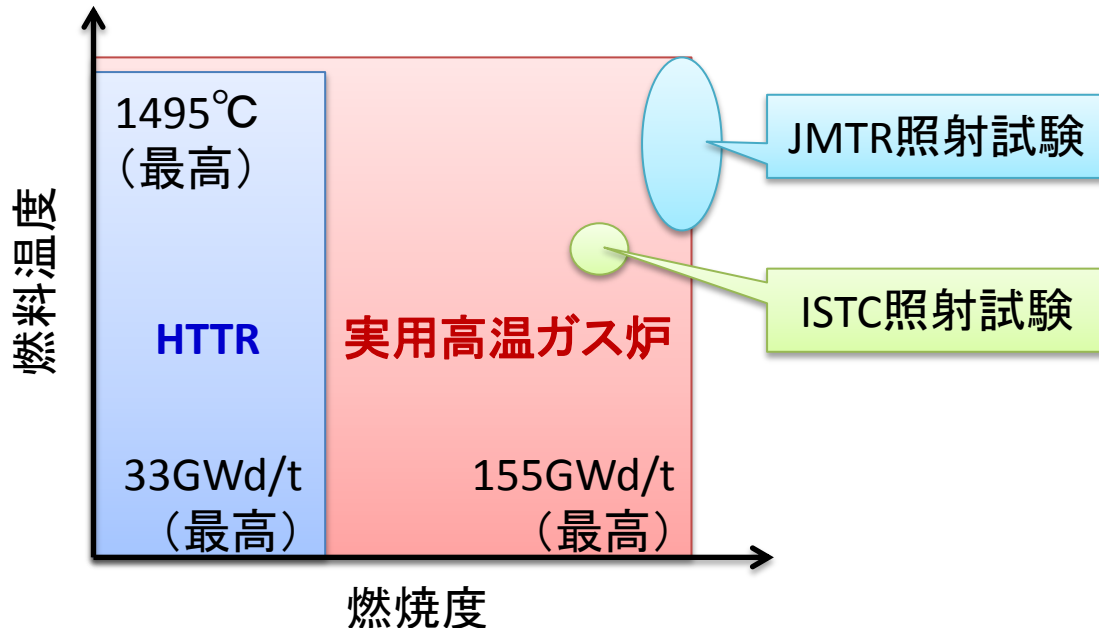 燃料温度
1495℃
（最高）
HTTR
33GWd/t
（最高）
実用高温ガス炉
155GWd/t
（最高）
JMTR照射試験
ISTC照射試験
燃焼度